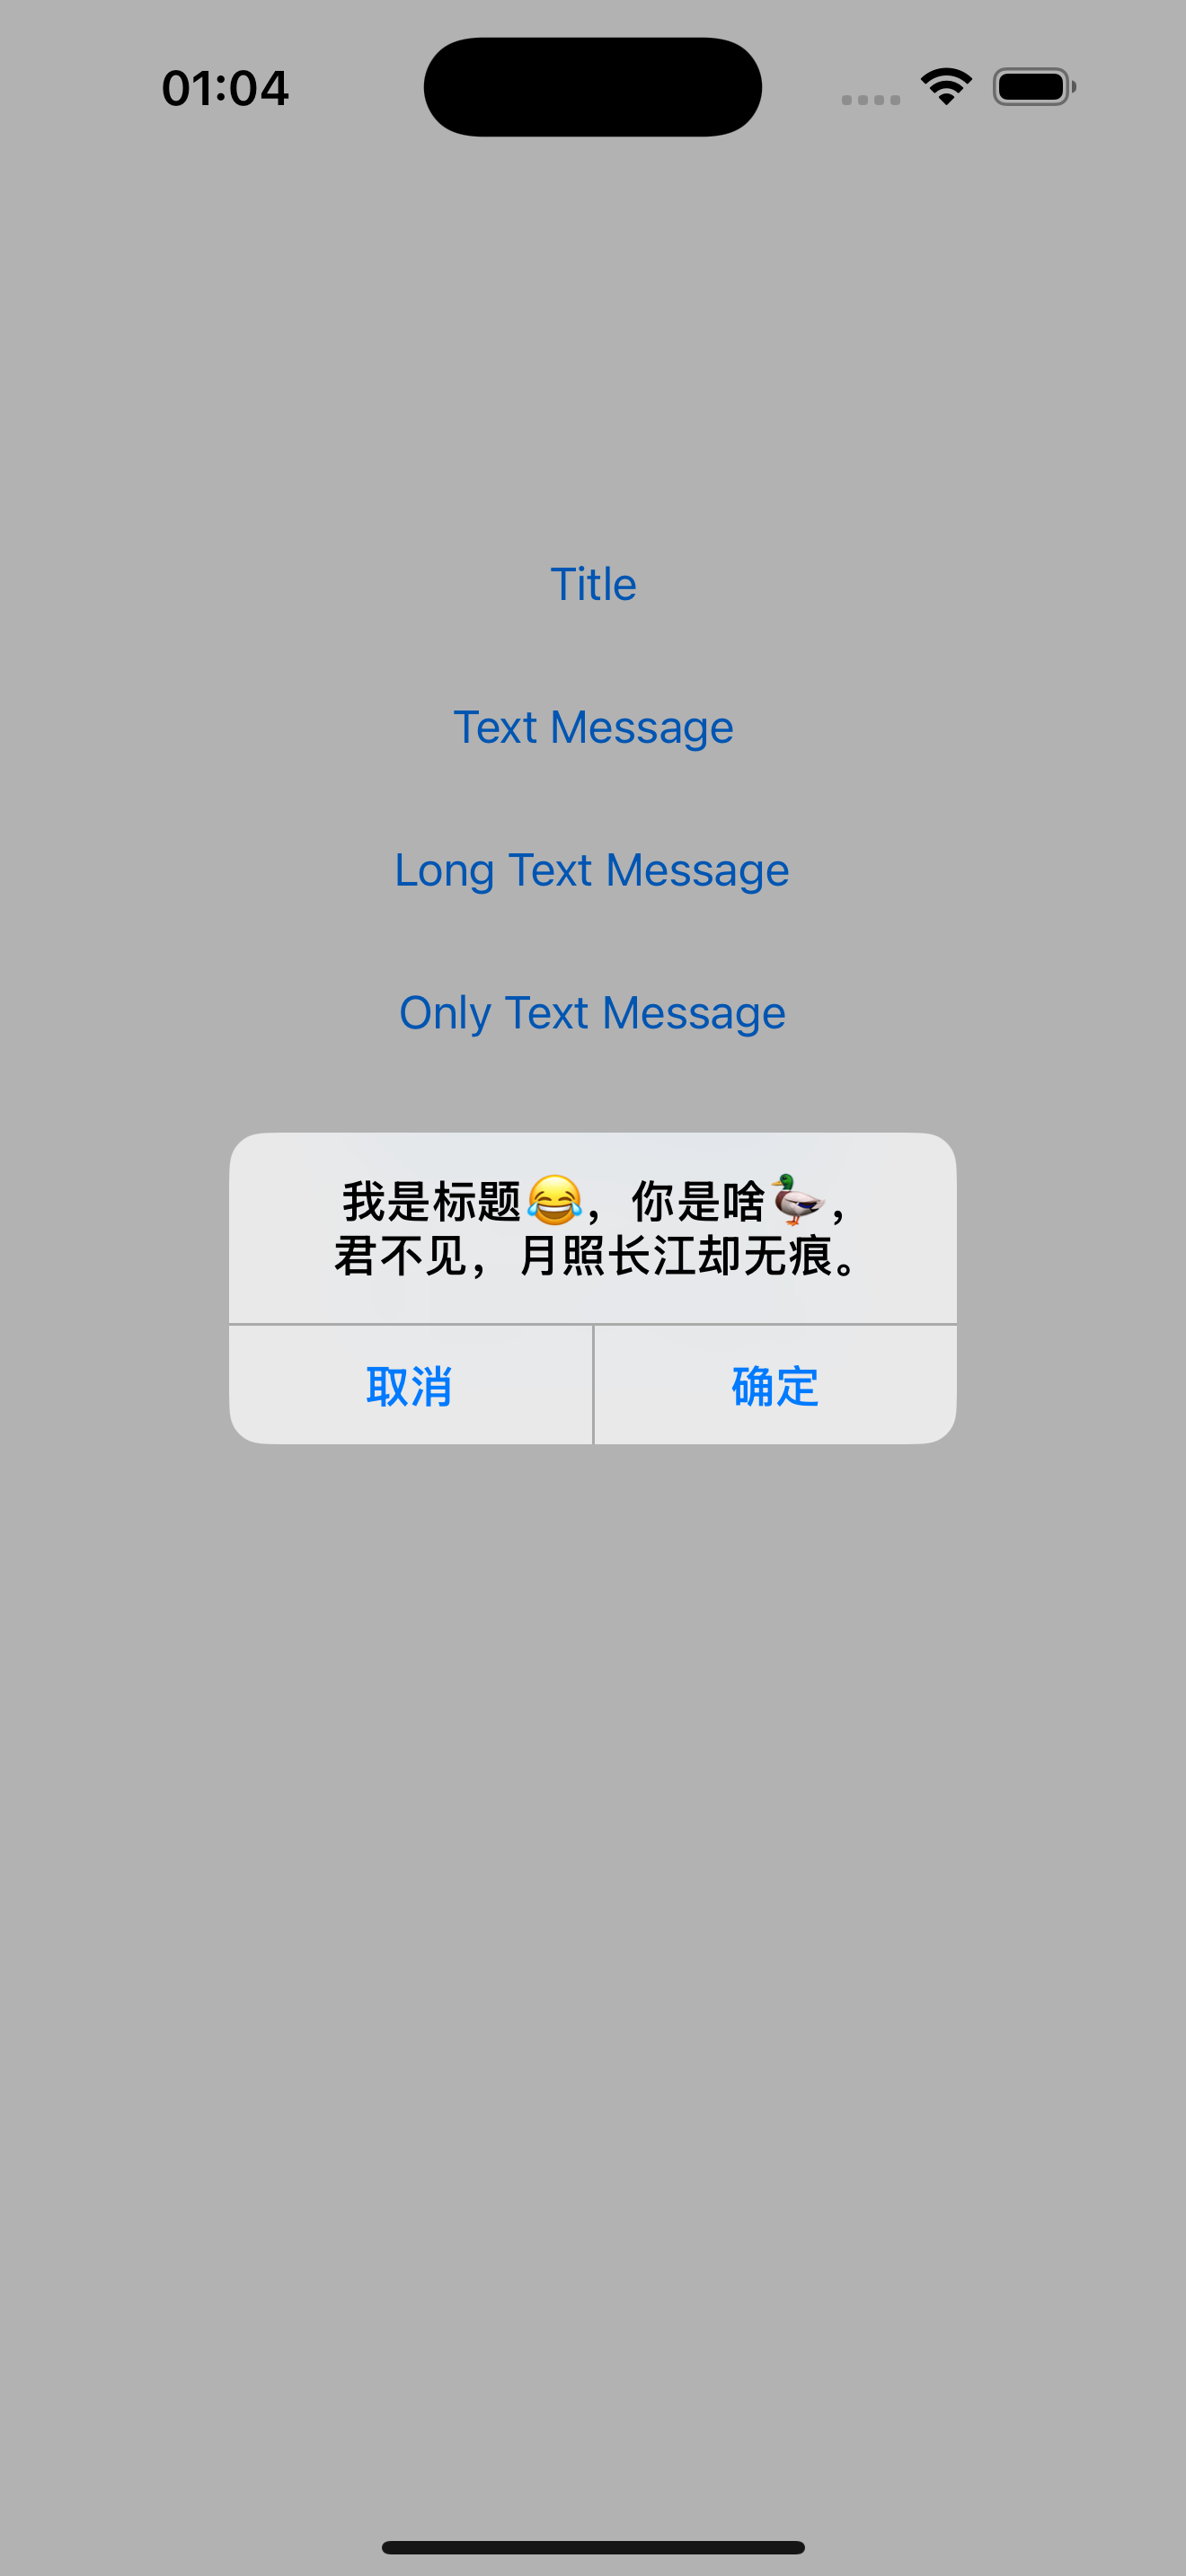 01:04
Title
Text Message
Long Text Message
Only Text Message
我是标题😂，你是啥🦆，
君不见，月照长江却无痕。
取消
确定